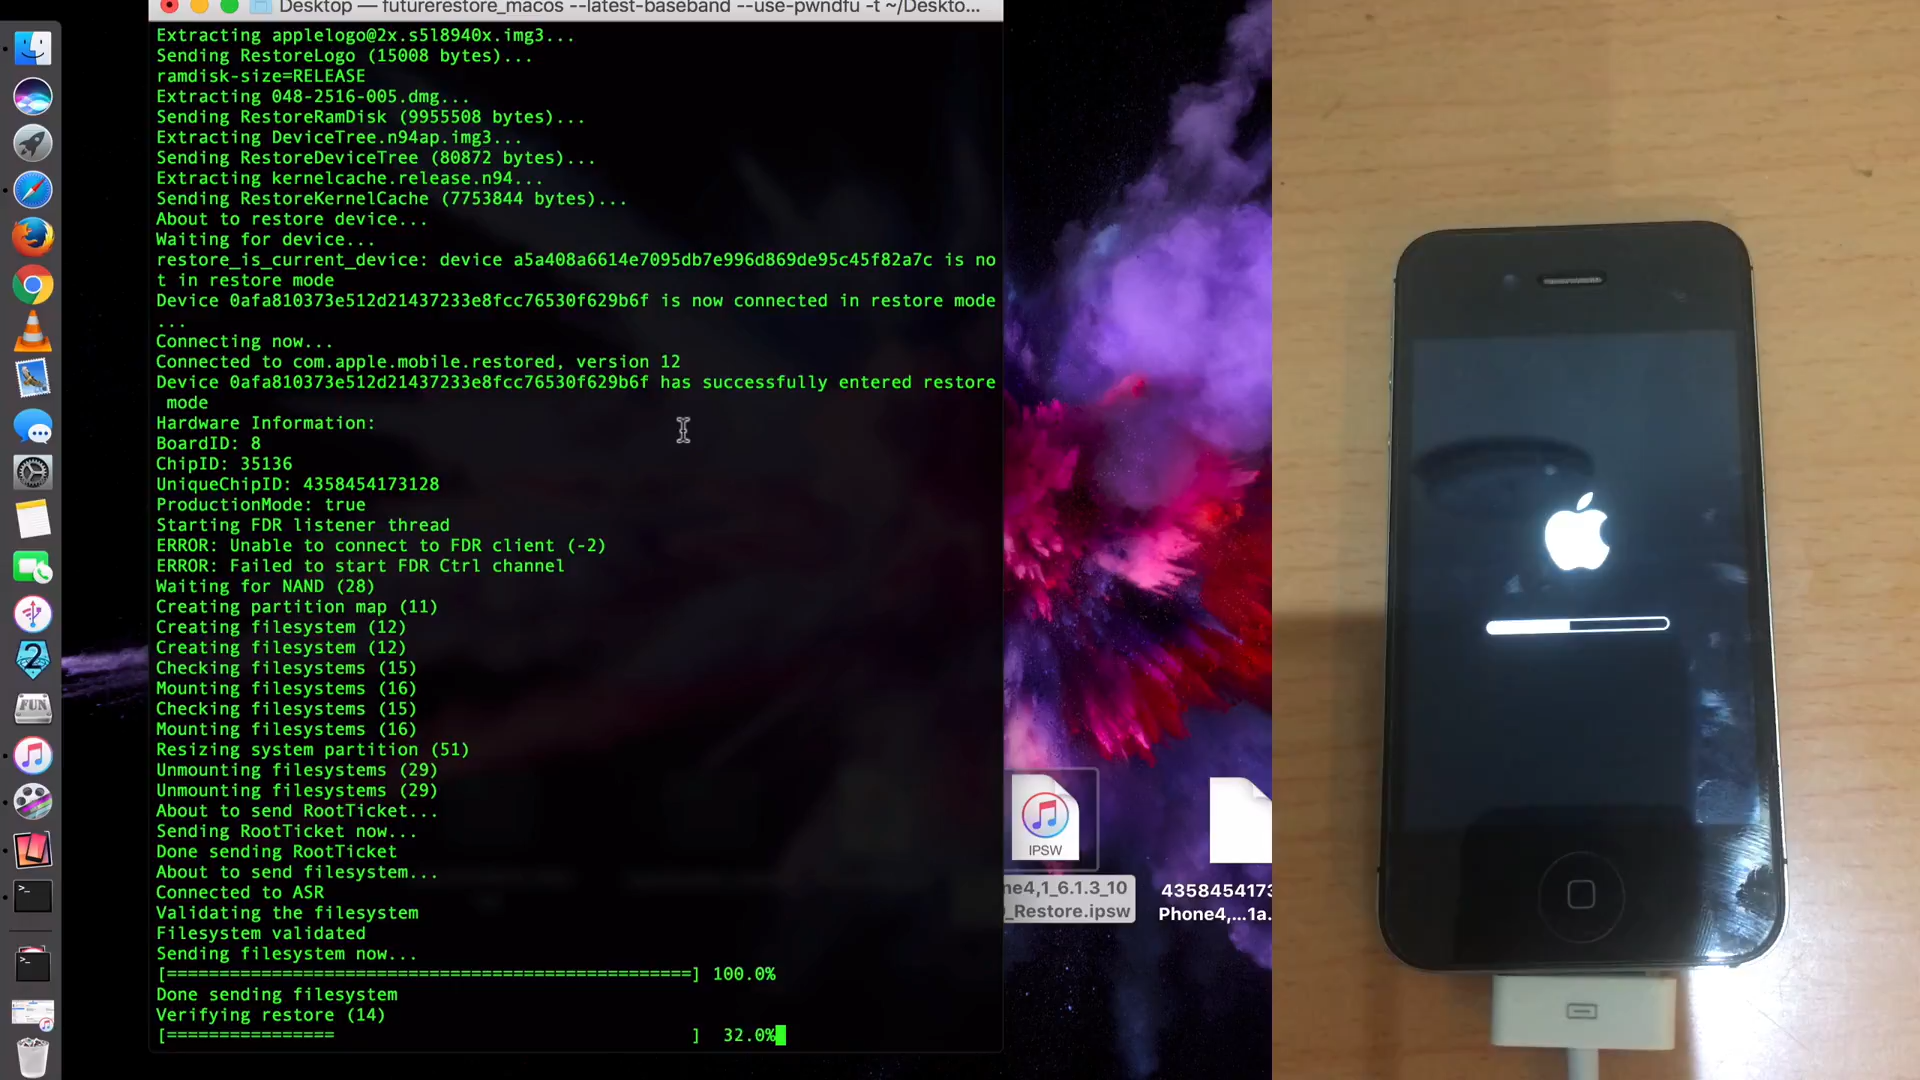 Desktop — futurerestore_macos --latest-baseband --use-pwndfu -t ~/Deskto...
Extracting applelogo@2x.s5l8940x.img3...
Sending RestoreLogo (15008 bytes)...
ramdisk-size=RELEASE
Extracting 048-2516-005.dmg...
Sending RestoreRamDisk (9955508 bytes)...
Extracting DeviceTree.n94ap.img3...
Sending RestoreDeviceTree (80872 bytes)...
Extracting kernelcache.release.n94...
Sending RestoreKernelCache (7753844 bytes)...
About to restore device...
Waiting for device...
restore_is_current_device: device a5a408a6614e7095db7e996d869de95c45f82a7c is no
t in restore mode
Device 0afa810373e512d21437233e8fcc76530f629b6f is now connected in restore mode
...
Connecting now...
Connected to com.apple.mobile.restored, version 12
Device 0afa810373e512d21437233e8fcc76530f629b6f has successfully entered restore
mode
Hardware Information:
BoardID: 8
ChipID: 35136
UniqueChipID: 4358454173128
ProductionMode: true
Starting FDR listener thread
ERROR: Unable to connect to FDR client (-2)
ERROR: Failed to start FDR Ctrl channel
Waiting for NAND (28)
Creating partition map (11)
Creating filesystem (12)
Creating filesystem (12)
Checking filesystems (15)
Mounting filesystems (16)
Checking filesystems (15)
Mounting filesystems (16)
Resizing system partition (51)
Unmounting filesystems (29)
Unmounting filesystems (29)
About to send RootTicket...
Sending RootTicket now...
Done sending RootTicket
About to send filesystem...
Connected to ASR
Validating the filesystem
Filesystem validated
Sending filesystem now...
[==================================================] 100.0%
Done sending filesystem
Verifying restore (14)
[================                                  ]  32.0%
IPSW
ne4,1_6.1.3_10
_Restore.ipsw
435845417
Phone4,...1a.
2
FUN